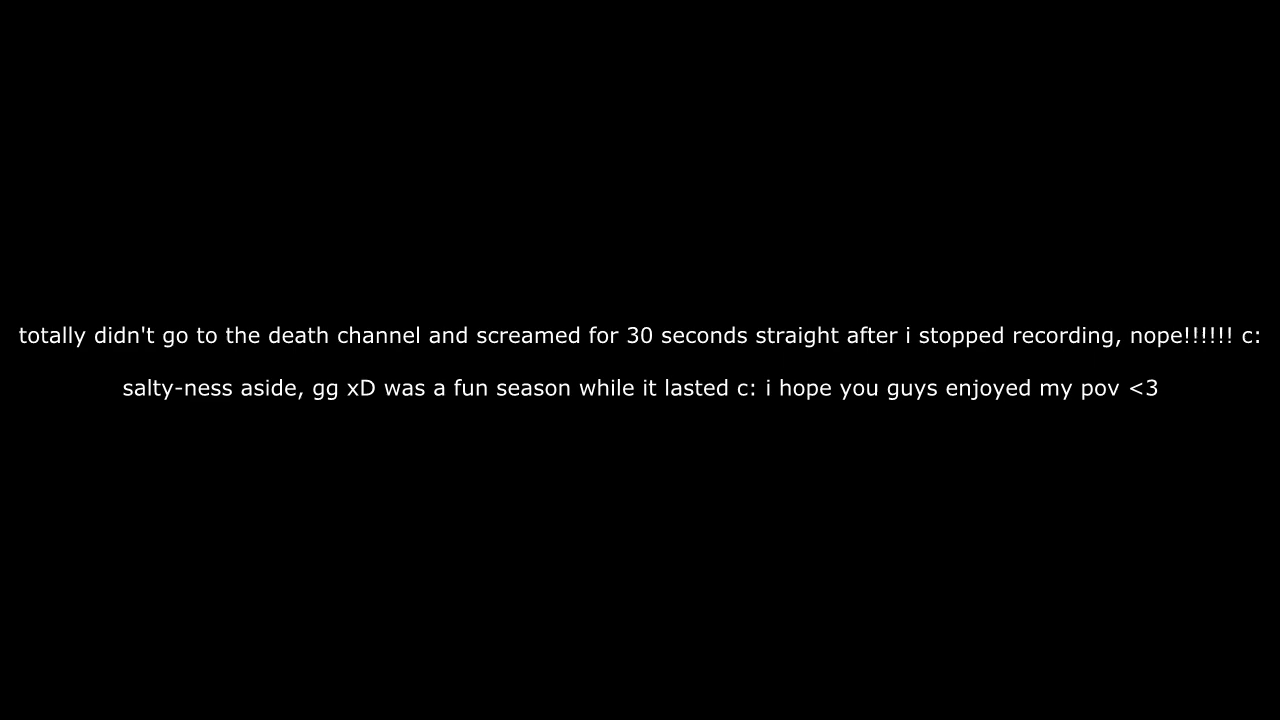 totally didn't go to the death channel and screamed for 30 seconds straight after i stopped recording, nope!!!!!! c:
salty-ness aside, gg xD was a fun season while it lasted c: i hope you guys enjoyed my pov <3